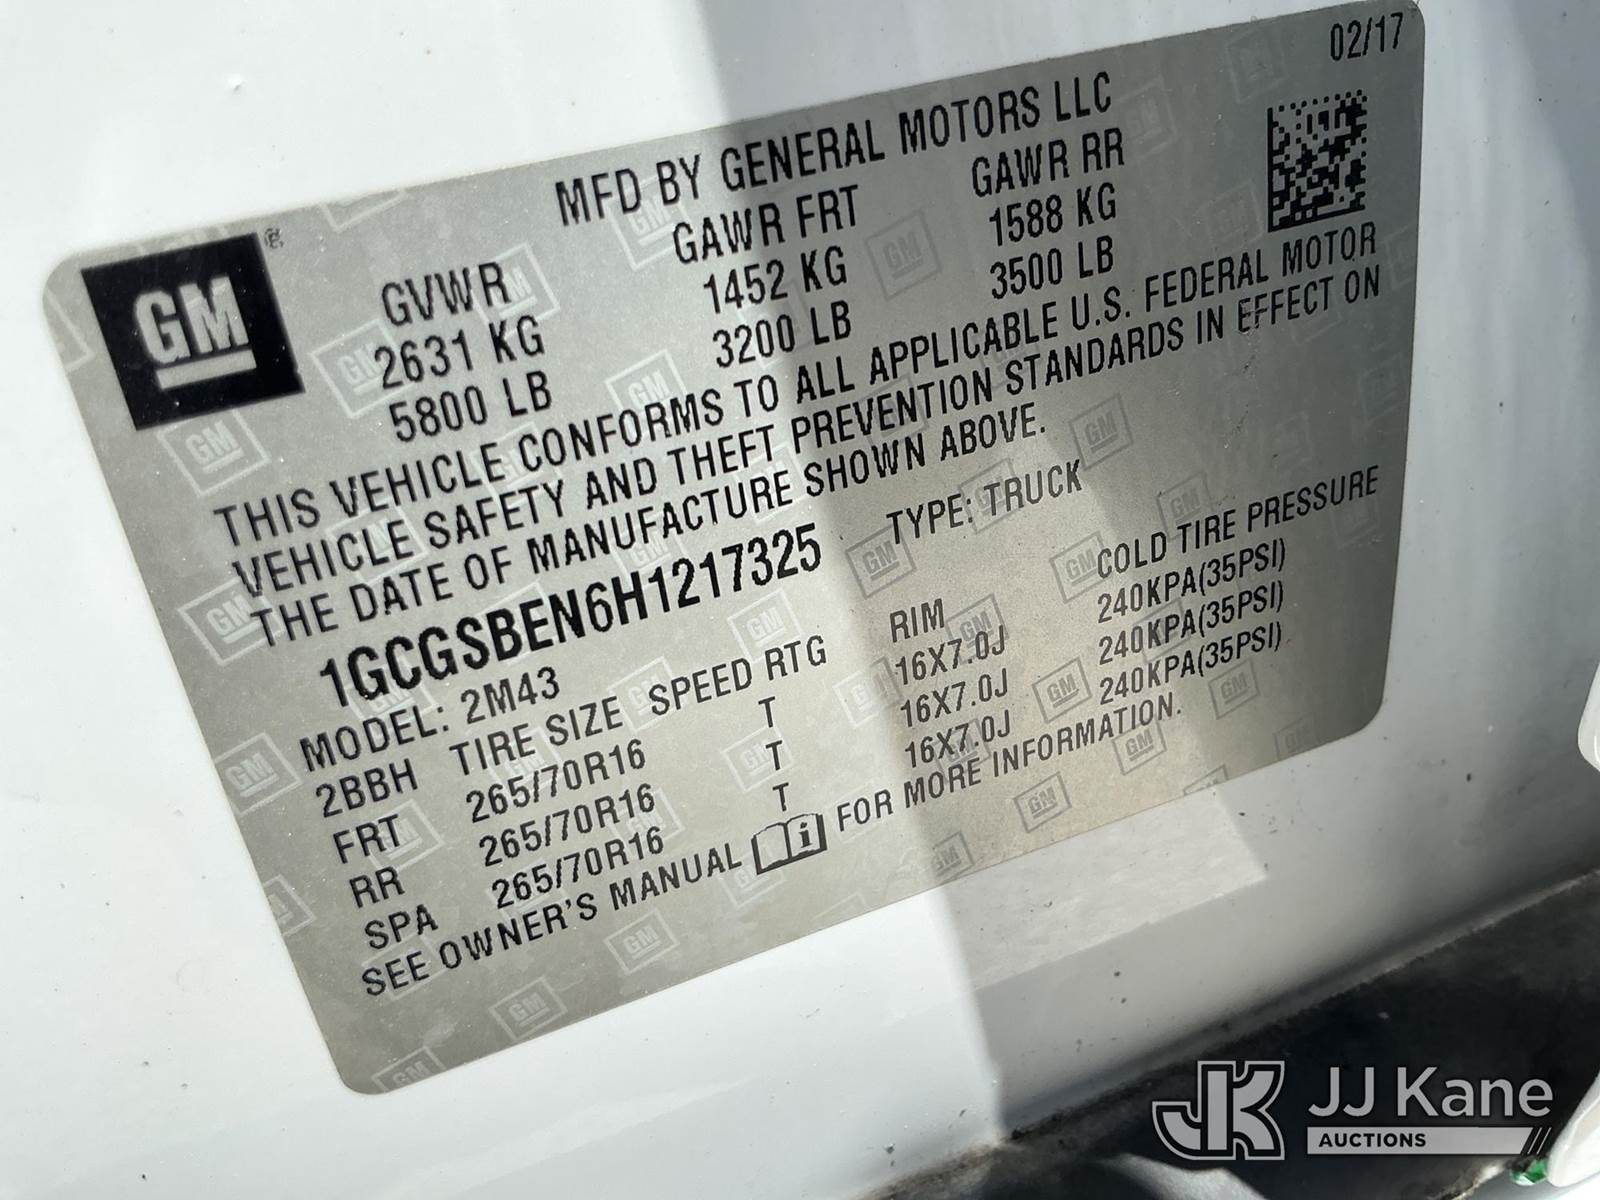 02/17
MFD BY GENERAL MOTORS LLC
GM
GVWR GAWR FRT GAWR RR
2631 KG 1452 KG 1588 KG
5800 LB 3200 LB 3500 LB
THIS VEHICLE CONFORMS TO ALL APPLICABLE U.S. FEDERAL MOTOR
VEHICLE SAFETY AND THEFT PREVENTION STANDARDS IN EFFECT ON
THE DATE OF MANUFACTURE SHOWN ABOVE.
1GCGSBEN6H1217325 TYPE: TRUCK
MODEL: 2M43
2BBH TIRE SIZE SPEED RTG RIM COLD TIRE PRESSURE
FRT 265/70R16 T 16X7.0J 240KPA(35PSI)
RR 265/70R16 T 16X7.0J 240KPA(35PSI)
SPA 265/70R16 T 16X7.0J 240KPA(35PSI)
SEE OWNER'S MANUAL i FOR MORE INFORMATION.
JK JJ Kane
AUCTIONS